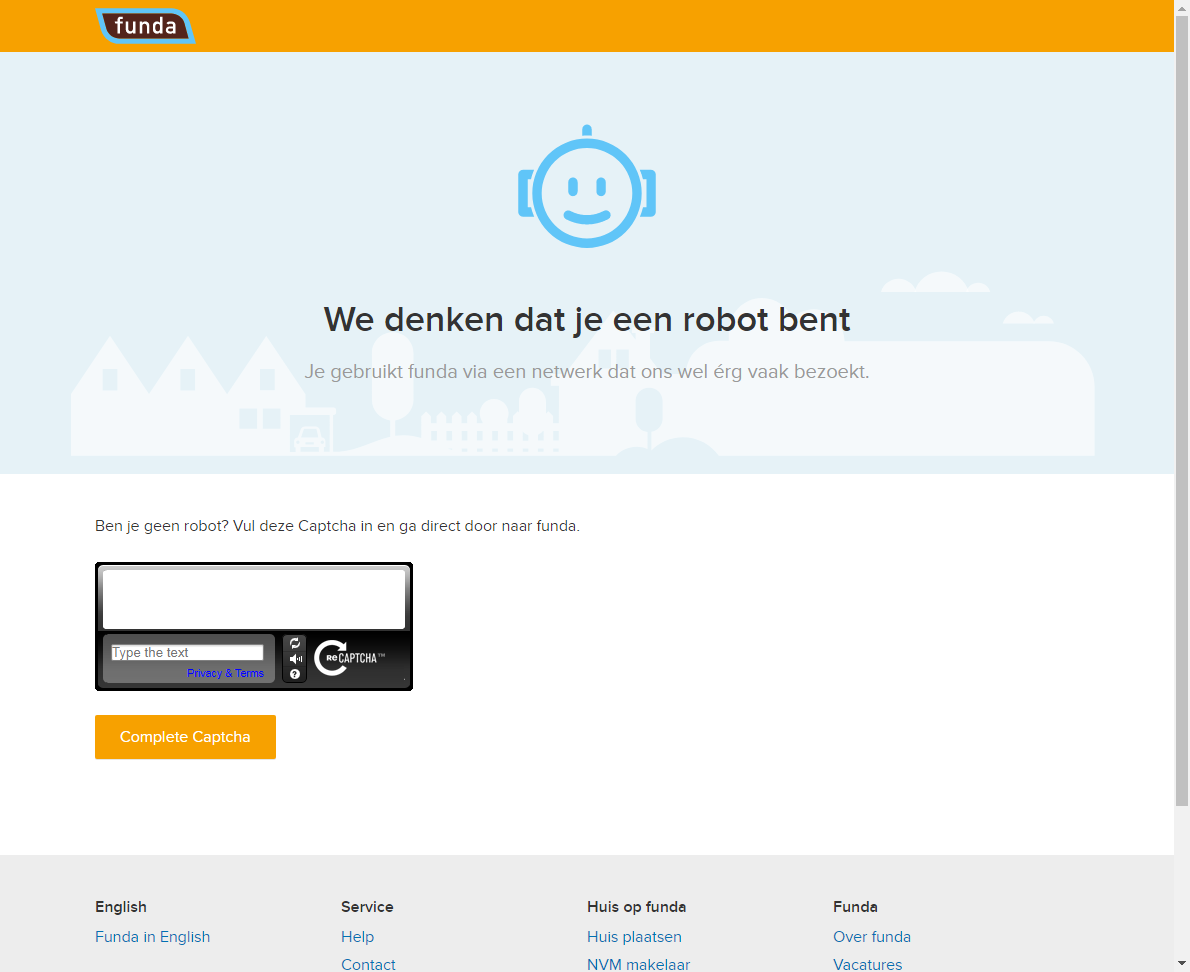 funda
We denken dat je een robot bent
Je gebruikt funda via een netwerk dat ons wel érg vaak bezoekt.
Ben je geen robot? Vul deze Captcha in en ga direct door naar funda.
Type the text
Privacy & Terms
?
ReCAPTCHA™
Complete Captcha
English
Funda in English
Service
Help
Contact
Huis op funda
Huis plaatsen
NVM makelaar
Funda
Over funda
Vacatures